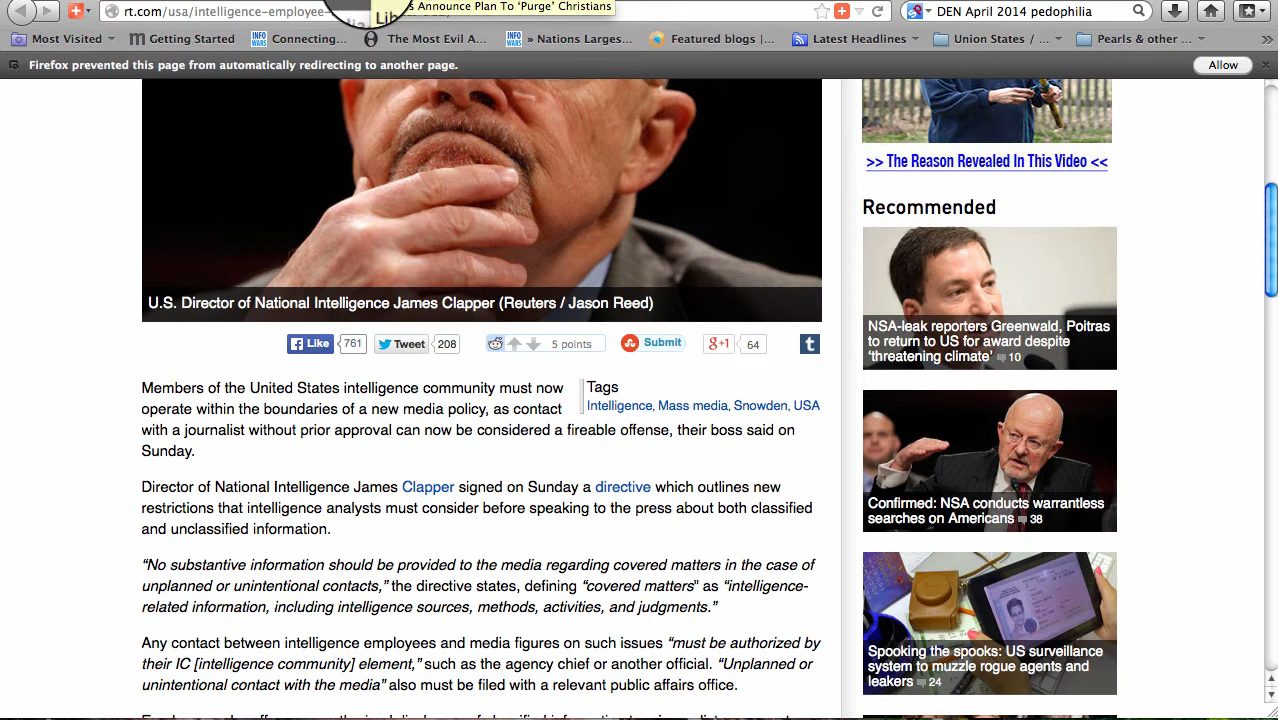 s Announce Plan To ‘Purge’ Christians
rt.com/usa/intelligence-employee-
Lib
DEN April 2014 pedophilia
Most Visited
Getting Started
INFO WARS
Connecting...
The Most Evil A...
INFO WARS
» Nations Larges...
Featured blogs |...
Latest Headlines
Union States / ...
Pearls & other ...
Firefox prevented this page from automatically redirecting to another page.
Allow
U.S. Director of National Intelligence James Clapper (Reuters / Jason Reed)
Like
761
Tweet
208
5 points
Submit
g+1
64
t
Members of the United States intelligence community must now
operate within the boundaries of a new media policy, as contact
with a journalist without prior approval can now be considered a fireable offense, their boss said on
Sunday.
Tags
Intelligence, Mass media, Snowden, USA
Director of National Intelligence James Clapper signed on Sunday a directive which outlines new
restrictions that intelligence analysts must consider before speaking to the press about both classified
and unclassified information.
“No substantive information should be provided to the media regarding covered matters in the case of
unplanned or unintentional contacts,” the directive states, defining “covered matters” as “intelligence-
related information, including intelligence sources, methods, activities, and judgments.”
Any contact between intelligence employees and media figures on such issues “must be authorized by
their IC [intelligence community] element,” such as the agency chief or another official. “Unplanned or
unintentional contact with the media” also must be filed with a relevant public affairs office.
>> The Reason Revealed In This Video <<
Recommended
NSA-leak reporters Greenwald, Poitras
to return to US for award despite
‘threatening climate’ 10
Confirmed: NSA conducts warrantless
searches on Americans 38
Spooking the spooks: US surveillance
system to muzzle rogue agents and
leakers 24